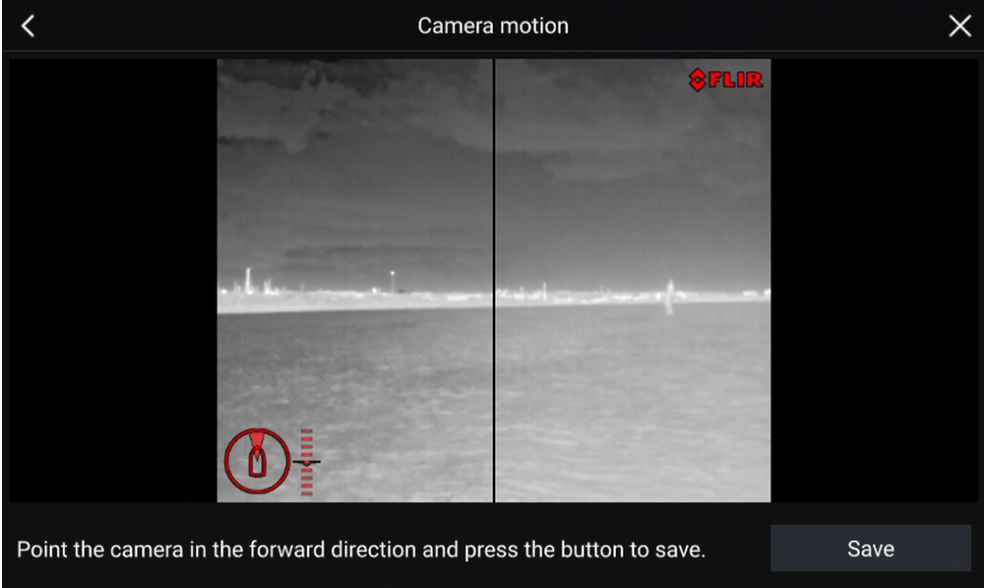 Camera motion
FLIR
Point the camera in the forward direction and press the button to save.
Save